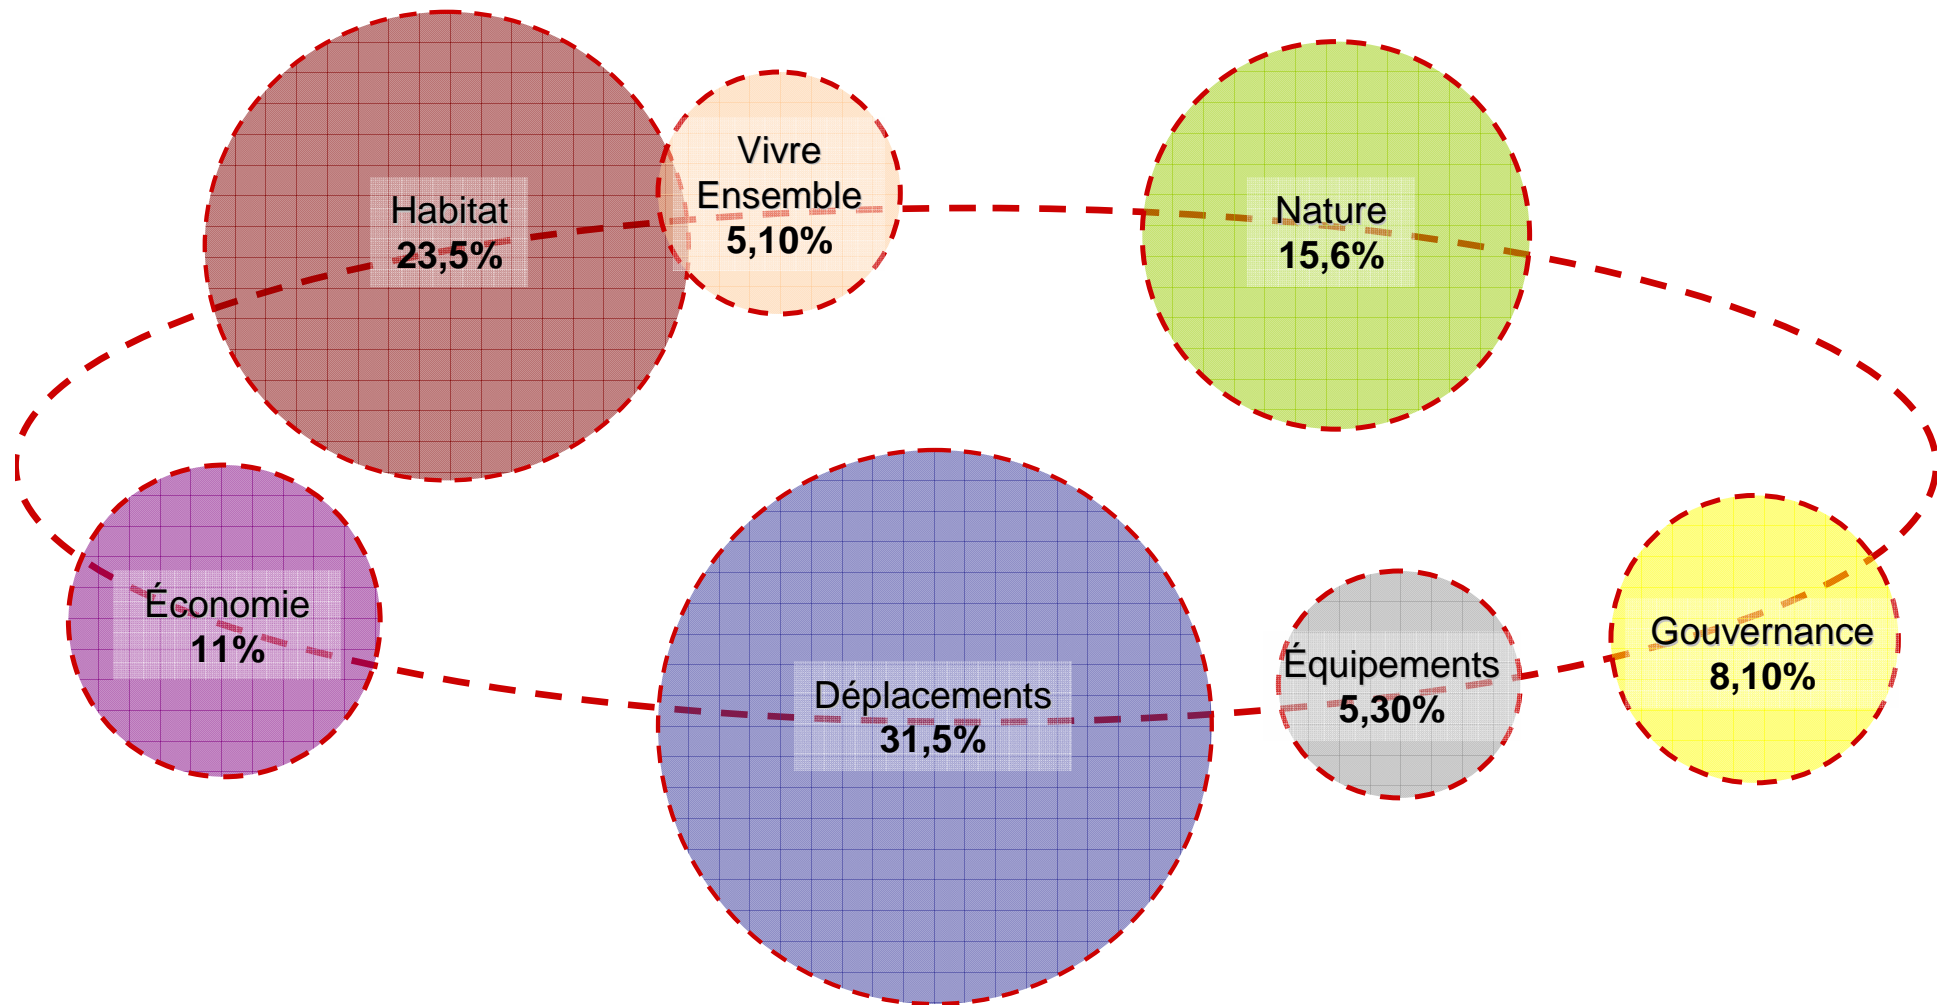 Habitat
23,5%
Vivre
Ensemble
5,10%
Nature
15,6%
Économie
11%
Déplacements
31,5%
Équipements
5,30%
Gouvernance
8,10%